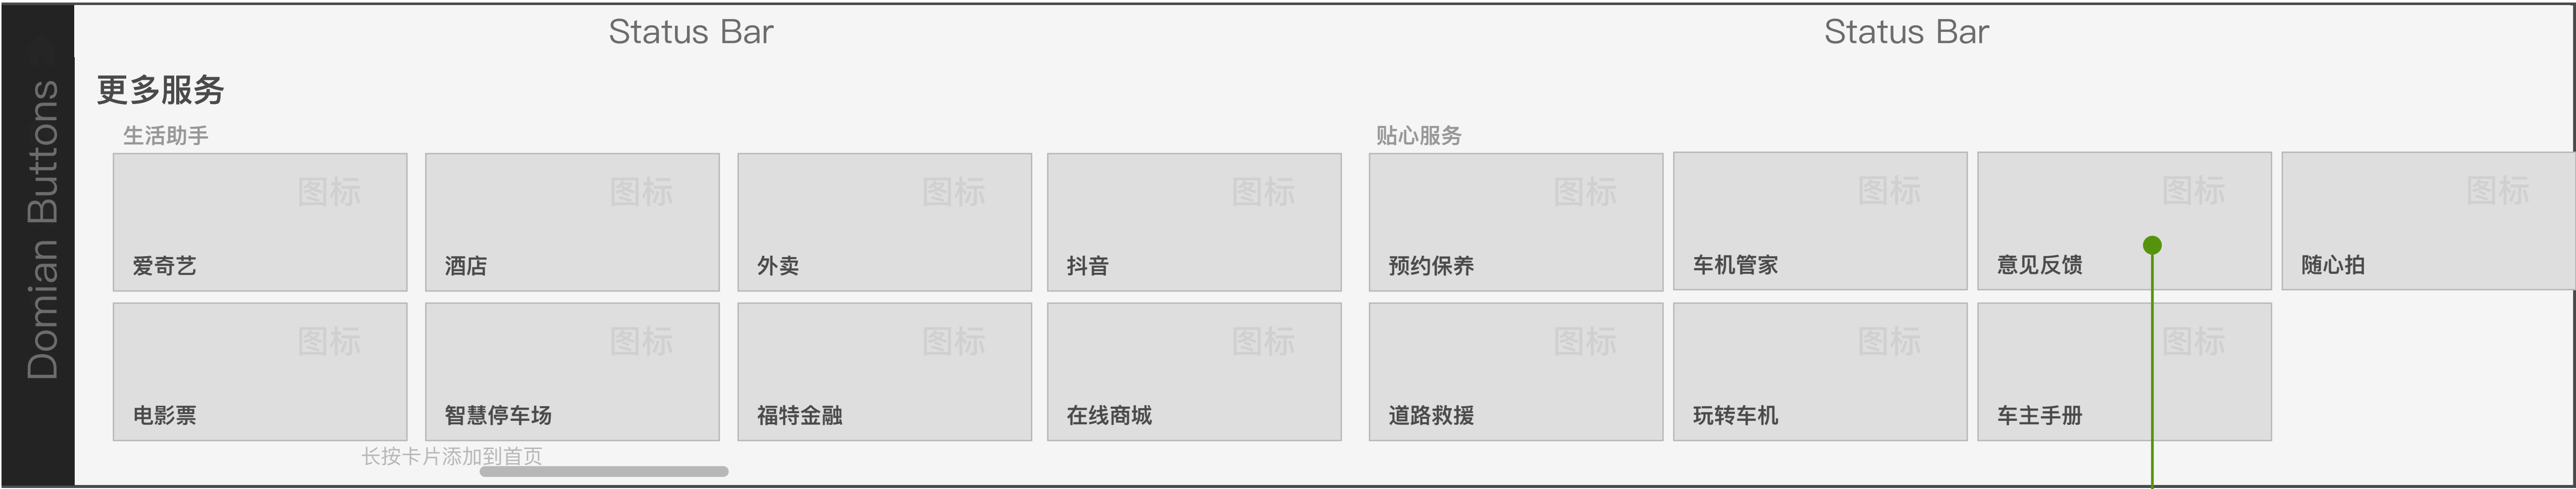 Status Bar
Status Bar
Domian Buttons
更多服务
生活助手
贴心服务
图标
图标
图标
图标
图标
图标
图标
图标
爱奇艺
酒店
外卖
抖音
预约保养
车机管家
意见反馈
随心拍
图标
图标
图标
图标
图标
图标
图标
电影票
智慧停车场
福特金融
在线商城
道路救援
玩转车机
车主手册
长按卡片添加到首页